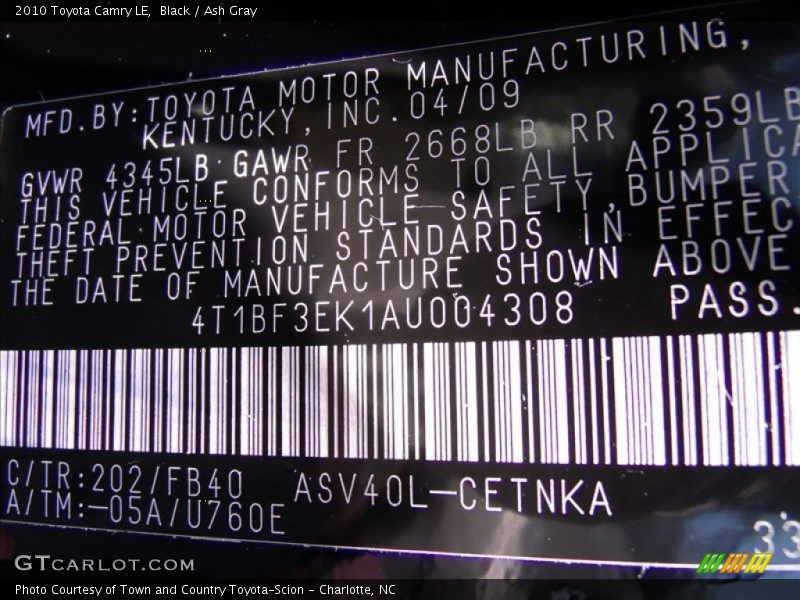 2010 Toyota Camry LE, Black / Ash Gray
MFD.BY:TOYOTA MOTOR MANUFACTURING,
KENTUCKY,INC.04/09
GVWR 4345LB GAWR FR 2668LB RR 2359LB
THIS VEHICLE CONFORMS TO ALL APPLICA
FEDERAL MOTOR VEHICLE SAFETY,BUMPER
THEFT PREVENTION STANDARDS IN EFFEC
THE DATE OF MANUFACTURE SHOWN ABOVE
4T1BF3EK1AU004308 PASS.
C/TR:202/FB40 ASV40L-CETNKA
A/TM:-05A/U760E
33
GTCARLOT.COM
Photo Courtesy of Town and Country Toyota-Scion - Charlotte, NC